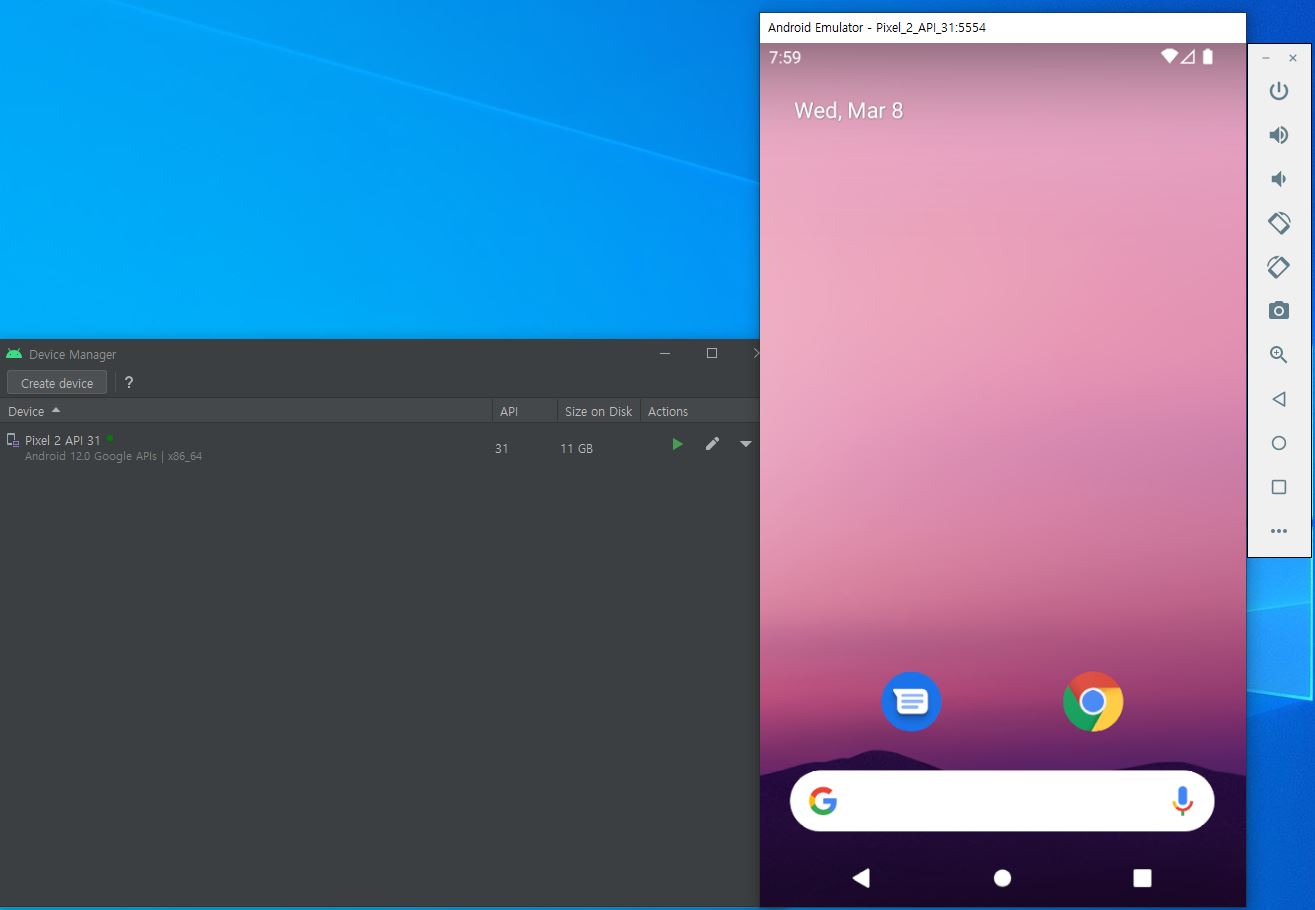 Android Emulator - Pixel_2_API_31:5554
7:59
Wed, Mar 8
Device Manager
Create device
?
Device API Size on Disk Actions
Pixel 2 API 31 31 11 GB
Android 12.0 Google APIs | x86_64